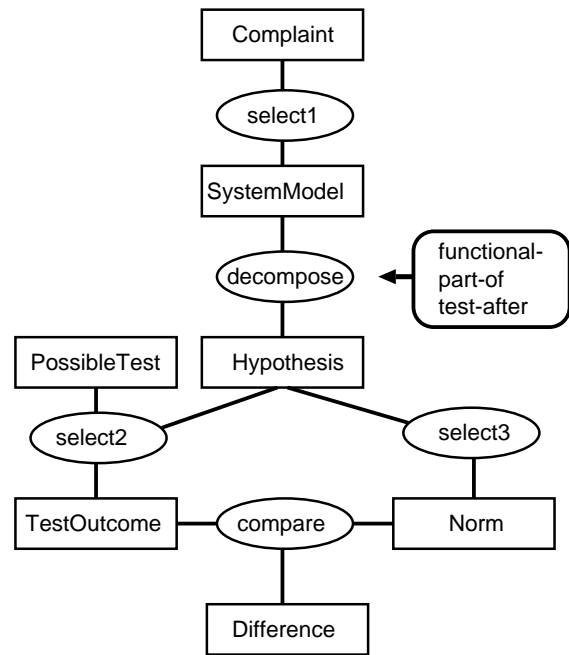 Complaint
select1
SystemModel
decompose
functional-
part-of
test-after
PossibleTest
Hypothesis
select2
select3
TestOutcome
compare
Norm
Difference